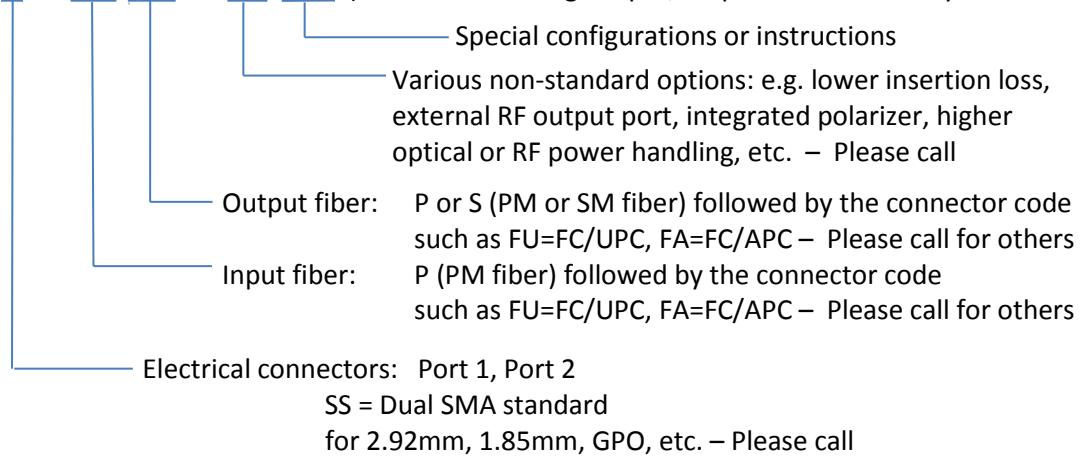 Special configurations or instructions
Various non-standard options: e.g. lower insertion loss,
external RF output port, integrated polarizer, higher
optical or RF power handling, etc. – Please call
Output fiber: P or S (PM or SM fiber) followed by the connector code
such as FU=FC/UPC, FA=FC/APC – Please call for others
Input fiber: P (PM fiber) followed by the connector code
such as FU=FC/UPC, FA=FC/APC – Please call for others
Electrical connectors: Port 1, Port 2
SS = Dual SMA standard
for 2.92mm, 1.85mm, GPO, etc. – Please call